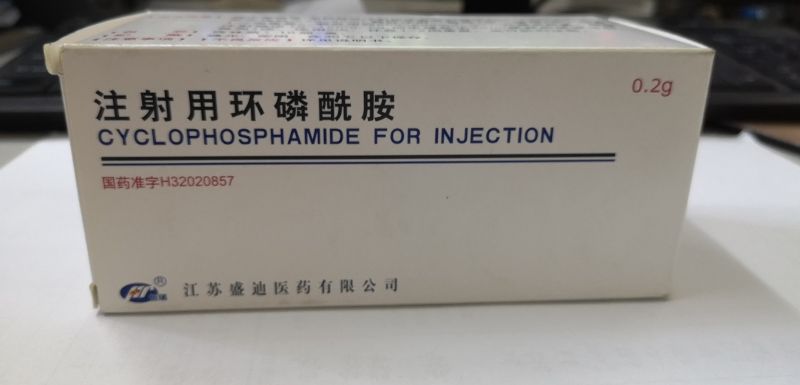 注射用环磷酰胺
0.2g
CYCLOPHOSPHAMIDE FOR INJECTION
国药准字H32020857
江苏盛迪医药有限公司